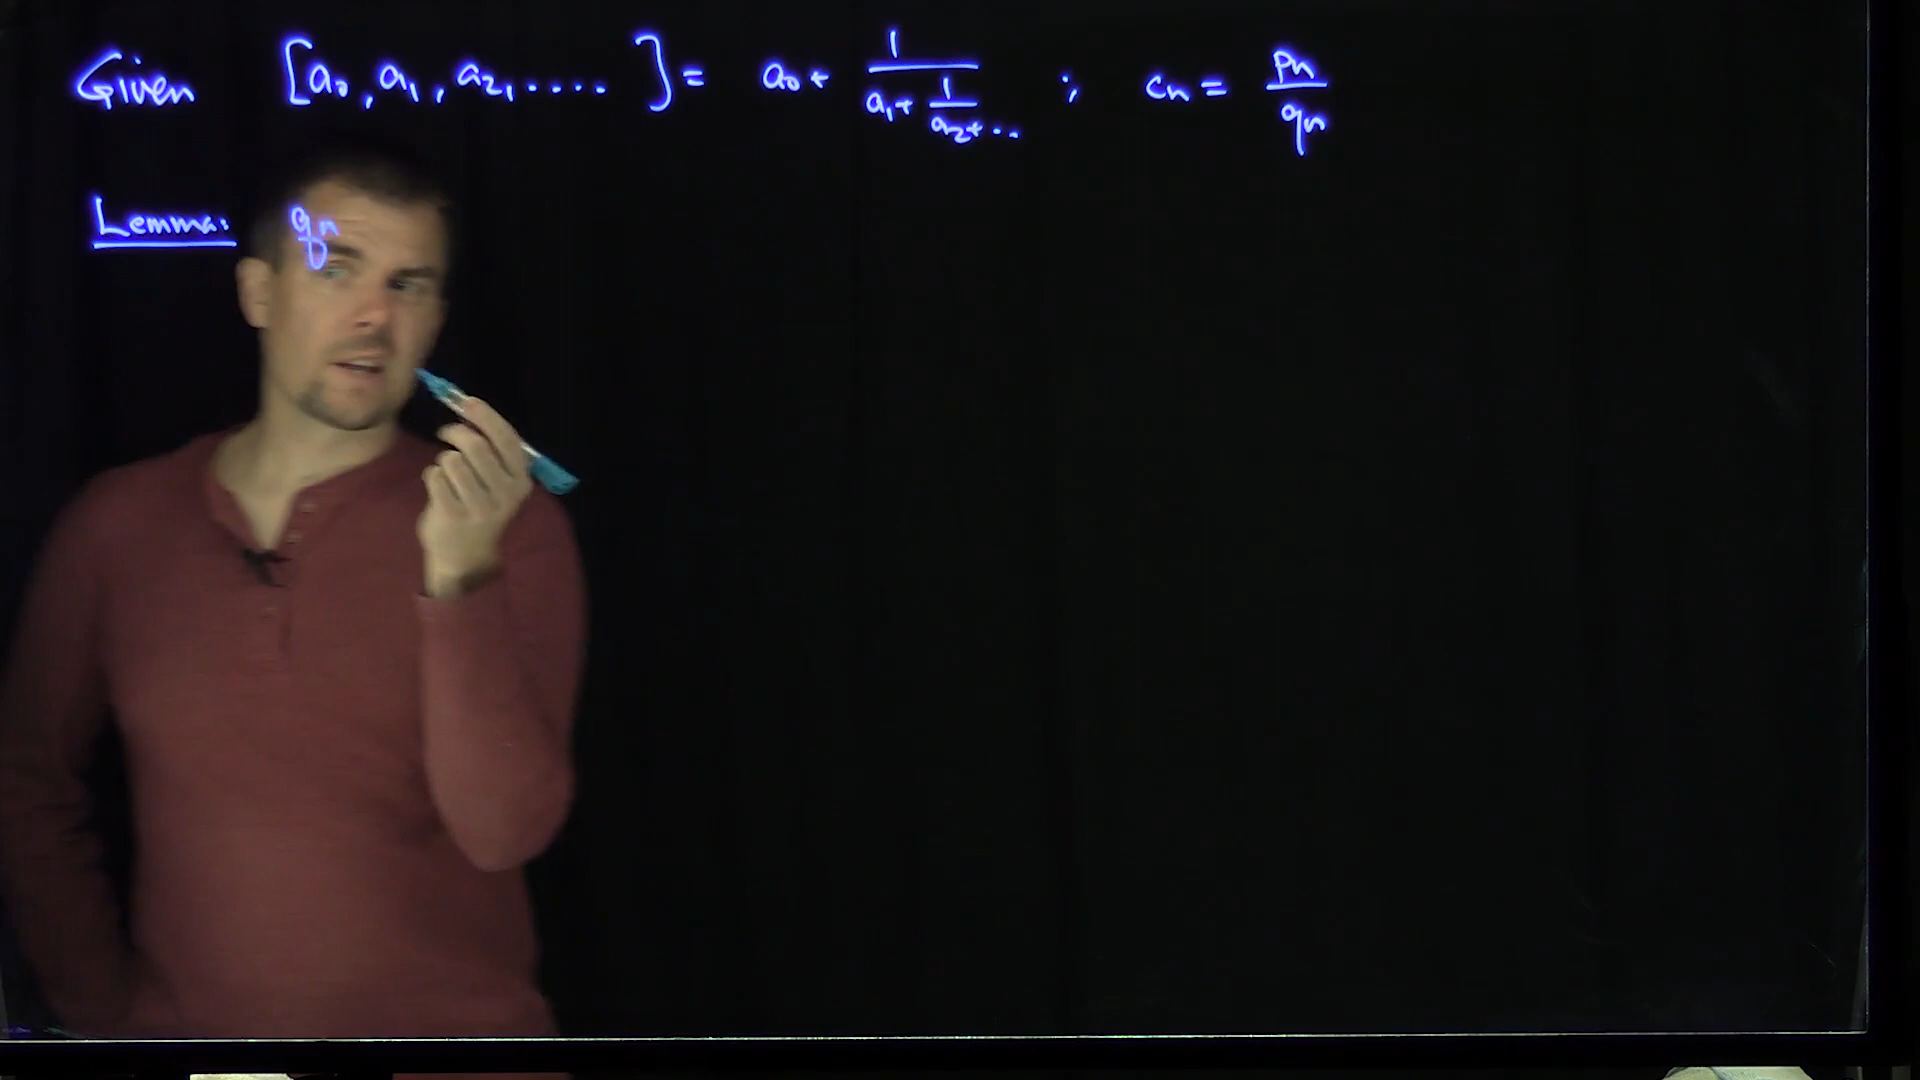 Given [a₀, a₁, a₂, ..... ] = a₀ + 1/(a₁ + 1/(a₂ + ...)) ; cₙ = pₙ/qₙ
Lemma: qₙ